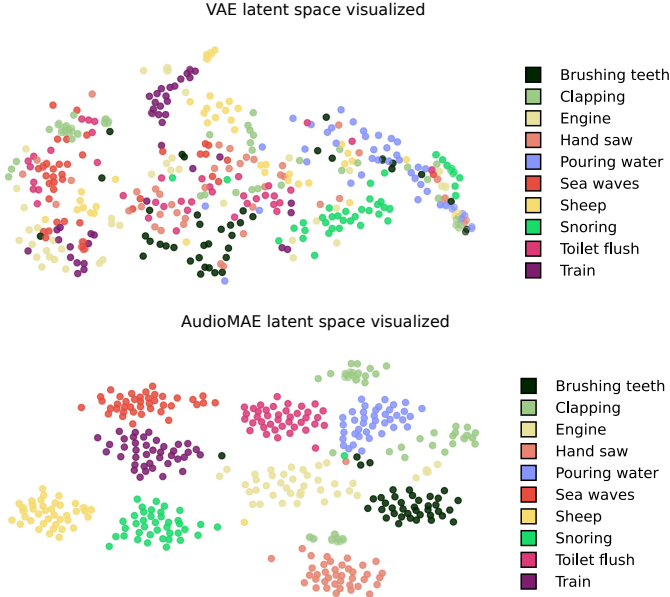 VAE latent space visualized
Brushing teeth
Clapping
Engine
Hand saw
Pouring water
Sea waves
Sheep
Snoring
Toilet flush
Train
AudioMAE latent space visualized
Brushing teeth
Clapping
Engine
Hand saw
Pouring water
Sea waves
Sheep
Snoring
Toilet flush
Train